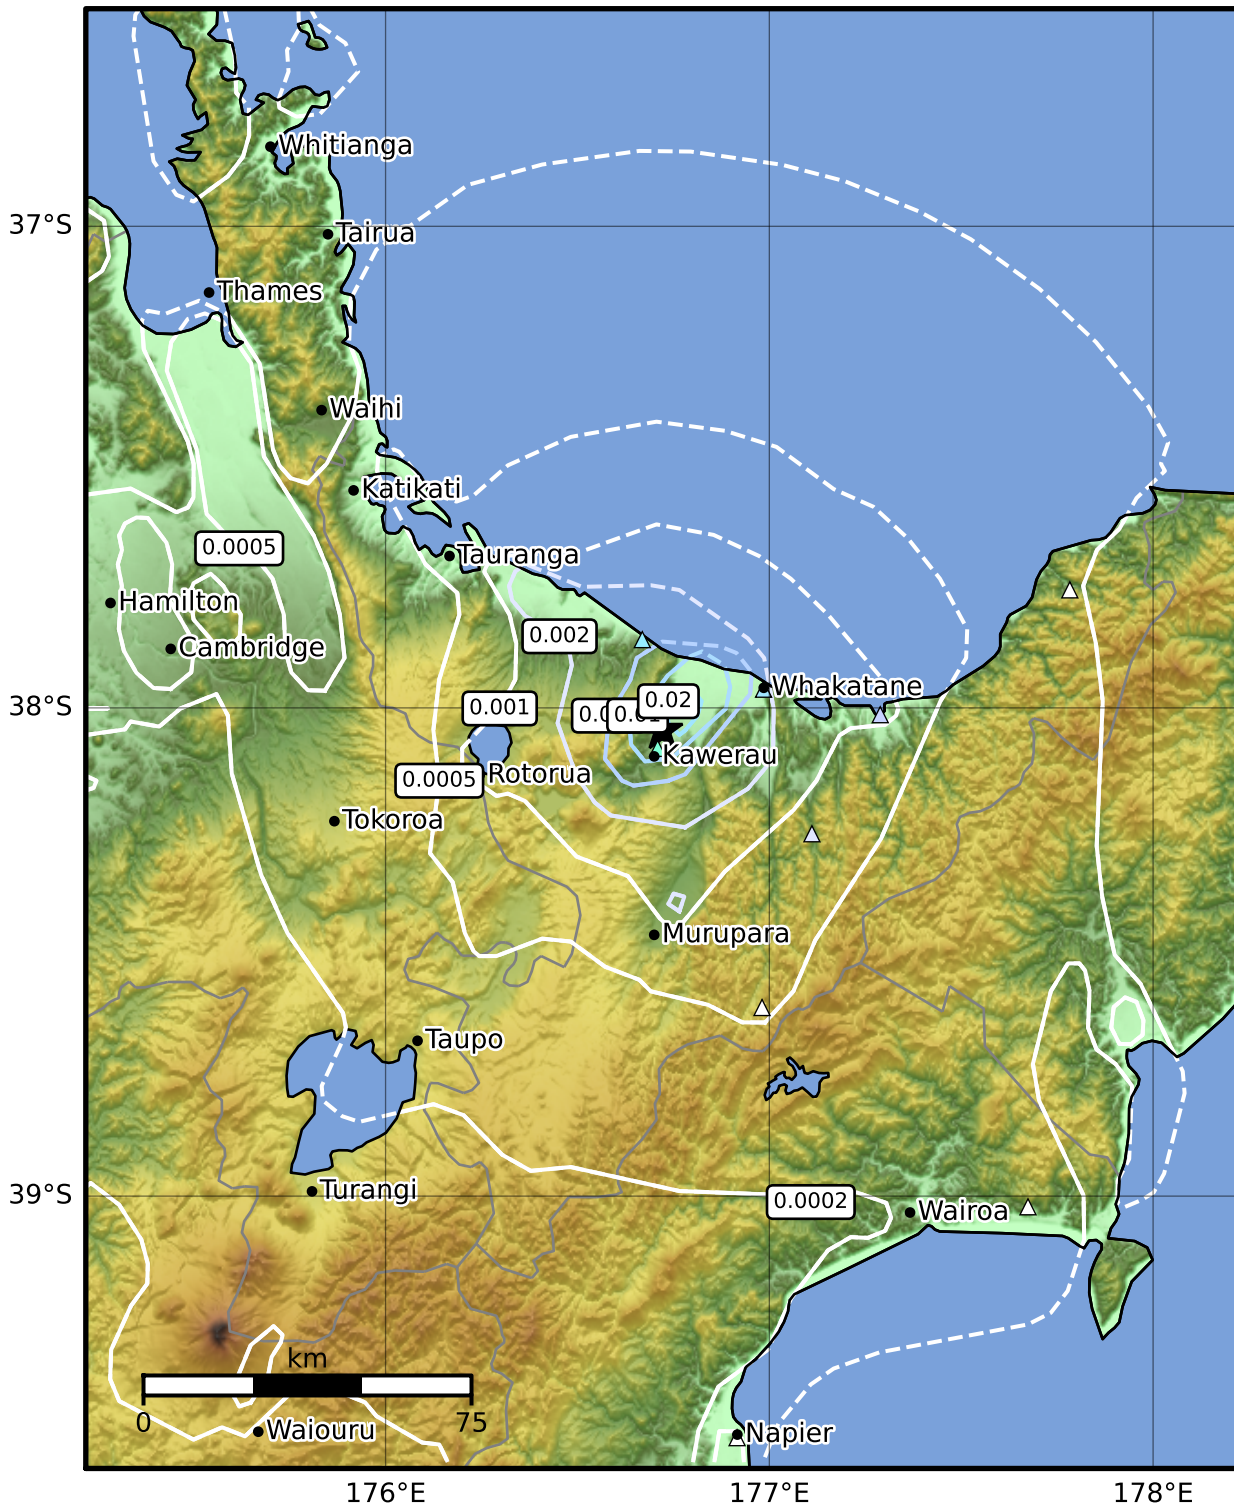 Whitianga
37°S
Tairua
Thames
Waihi
Katikati
0.0005
Tauranga
Hamilton
0.002
Cambridge
Whakatane
38°S
0.001
0.02
Kawerau
Rotorua
0.0005
Tokoroa
Murupara
Taupo
Turangi
39°S
0.0002
Wairoa
km
0
75
Waiouru
Napier
176°E
177°E
178°E